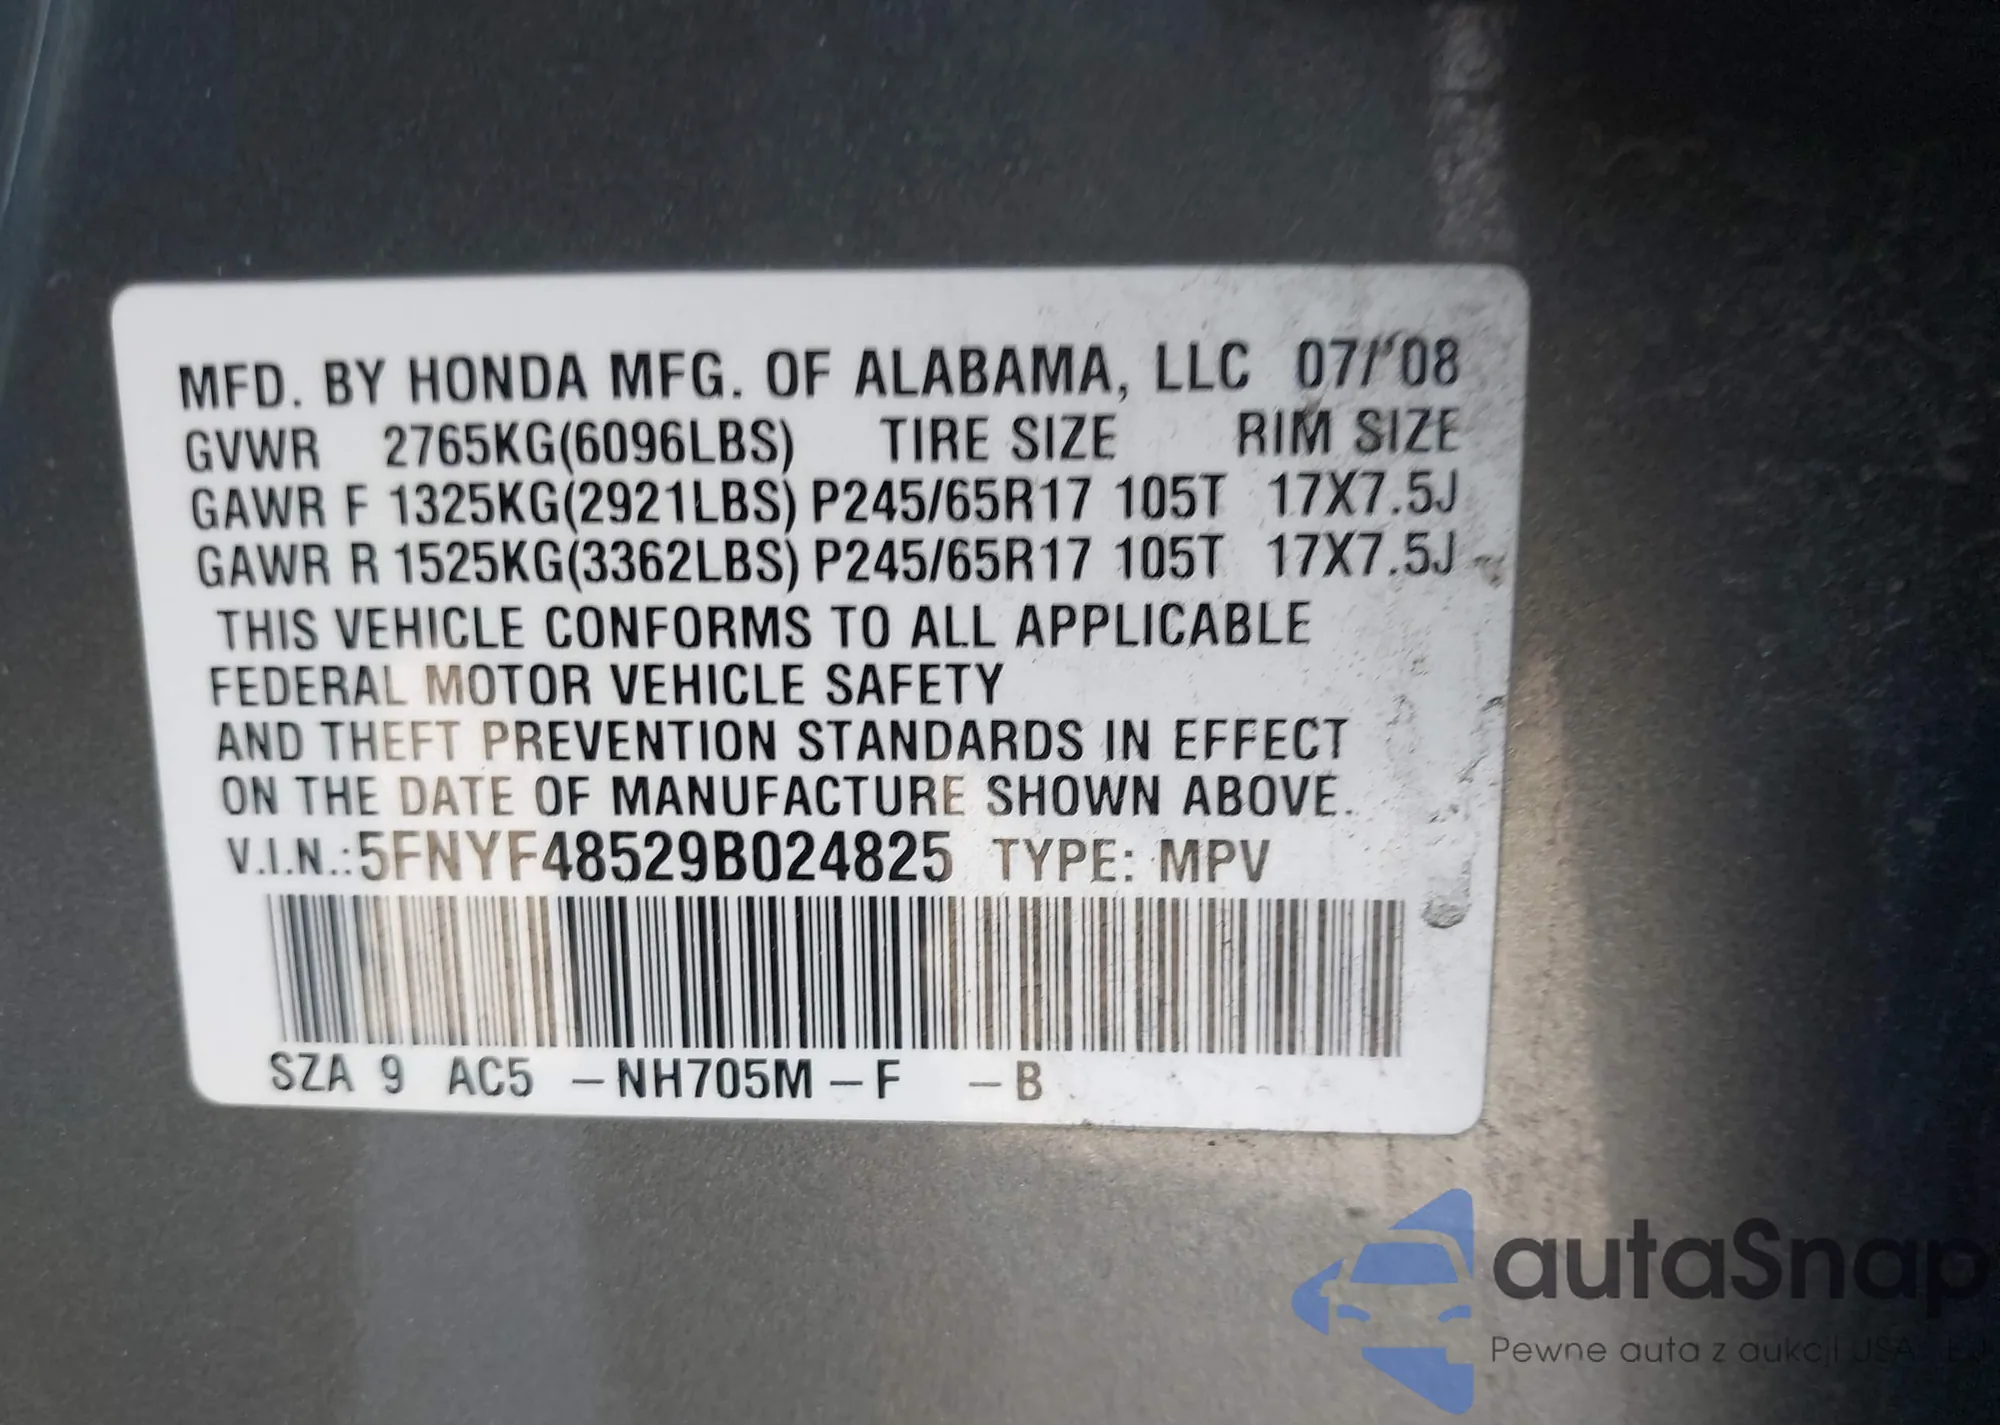 MFD. BY HONDA MFG. OF ALABAMA, LLC 07/'08
GVWR 2765KG(6096LBS) TIRE SIZE RIM SIZE
GAWR F 1325KG(2921LBS) P245/65R17 105T 17X7.5J
GAWR R 1525KG(3362LBS) P245/65R17 105T 17X7.5J
THIS VEHICLE CONFORMS TO ALL APPLICABLE
FEDERAL MOTOR VEHICLE SAFETY
AND THEFT PREVENTION STANDARDS IN EFFECT
ON THE DATE OF MANUFACTURE SHOWN ABOVE.
V.I.N.:5FNYF48529B024825 TYPE: MPV
SZA 9 AC5 -NH705M-F -B
autaSnap
Pewne auta z aukcji USA